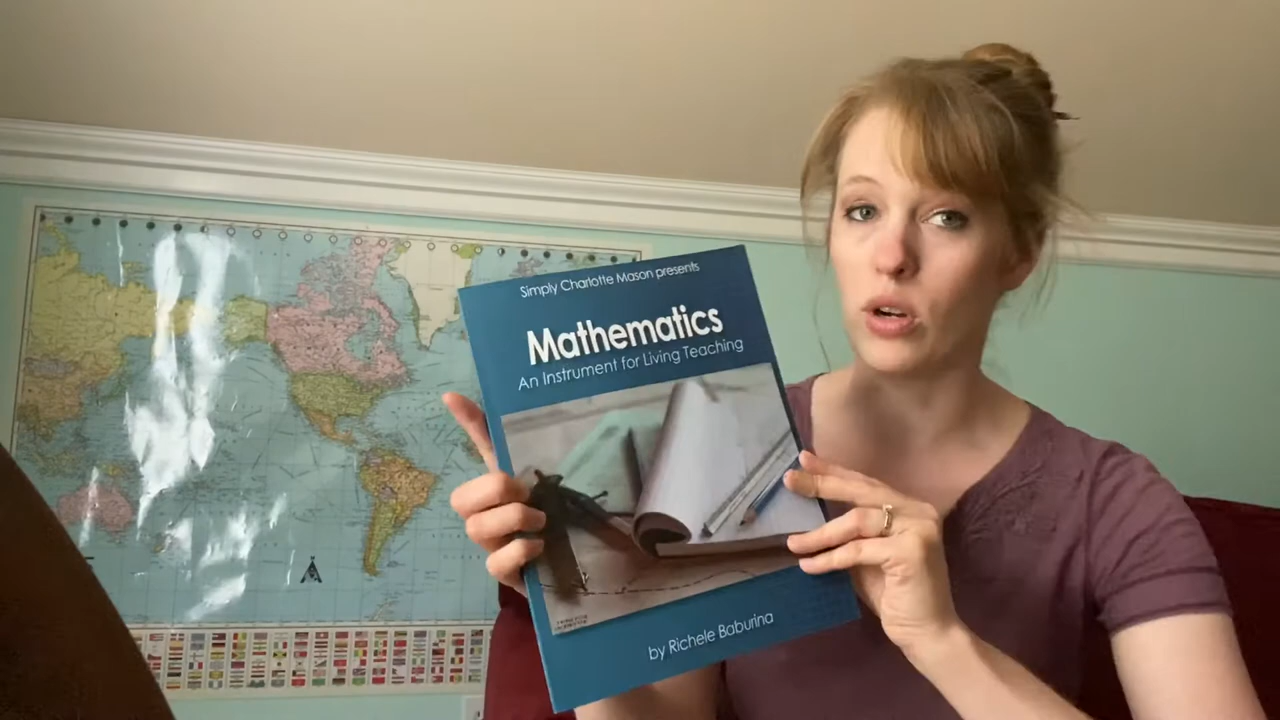 Simply Charlotte Mason presents
Mathematics
An Instrument for Living Teaching
by Richele Baburina